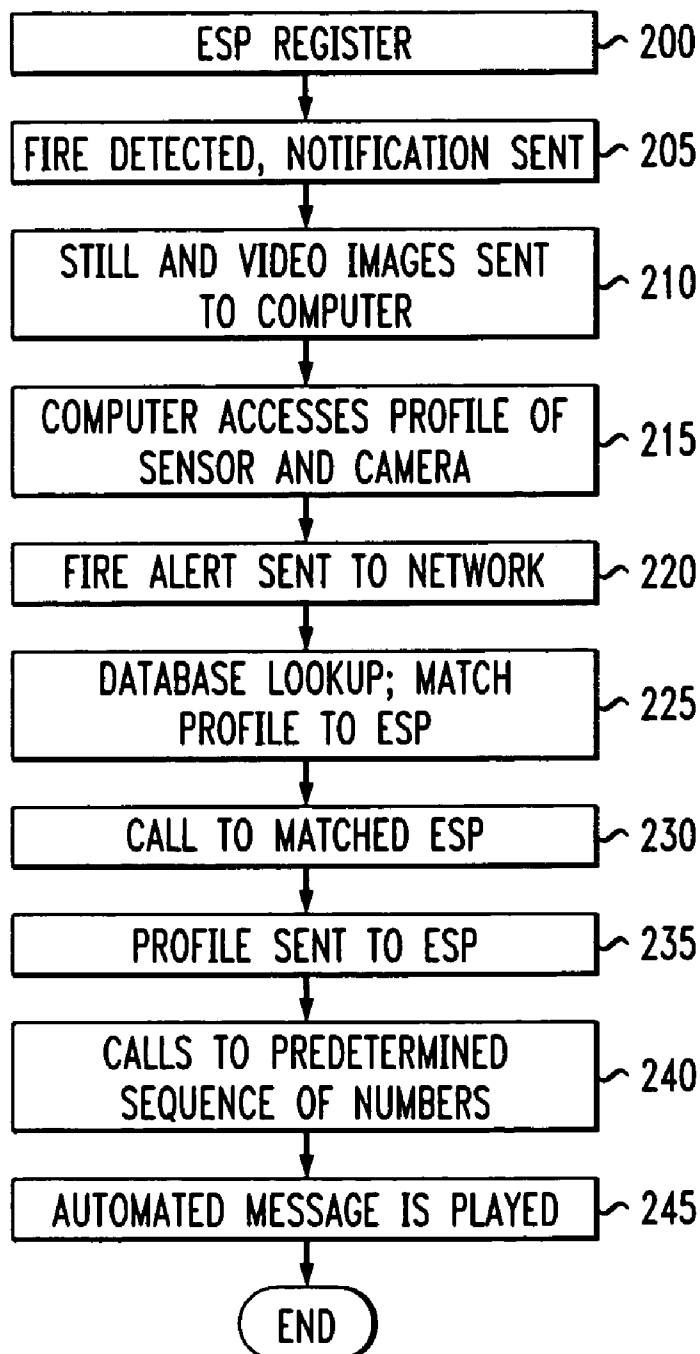 ESP REGISTER 200
FIRE DETECTED, NOTIFICATION SENT 205
STILL AND VIDEO IMAGES SENT
TO COMPUTER 210
COMPUTER ACCESSES PROFILE OF
SENSOR AND CAMERA 215
FIRE ALERT SENT TO NETWORK 220
DATABASE LOOKUP; MATCH
PROFILE TO ESP 225
CALL TO MATCHED ESP 230
PROFILE SENT TO ESP 235
CALLS TO PREDETERMINED
SEQUENCE OF NUMBERS 240
AUTOMATED MESSAGE IS PLAYED 245
END